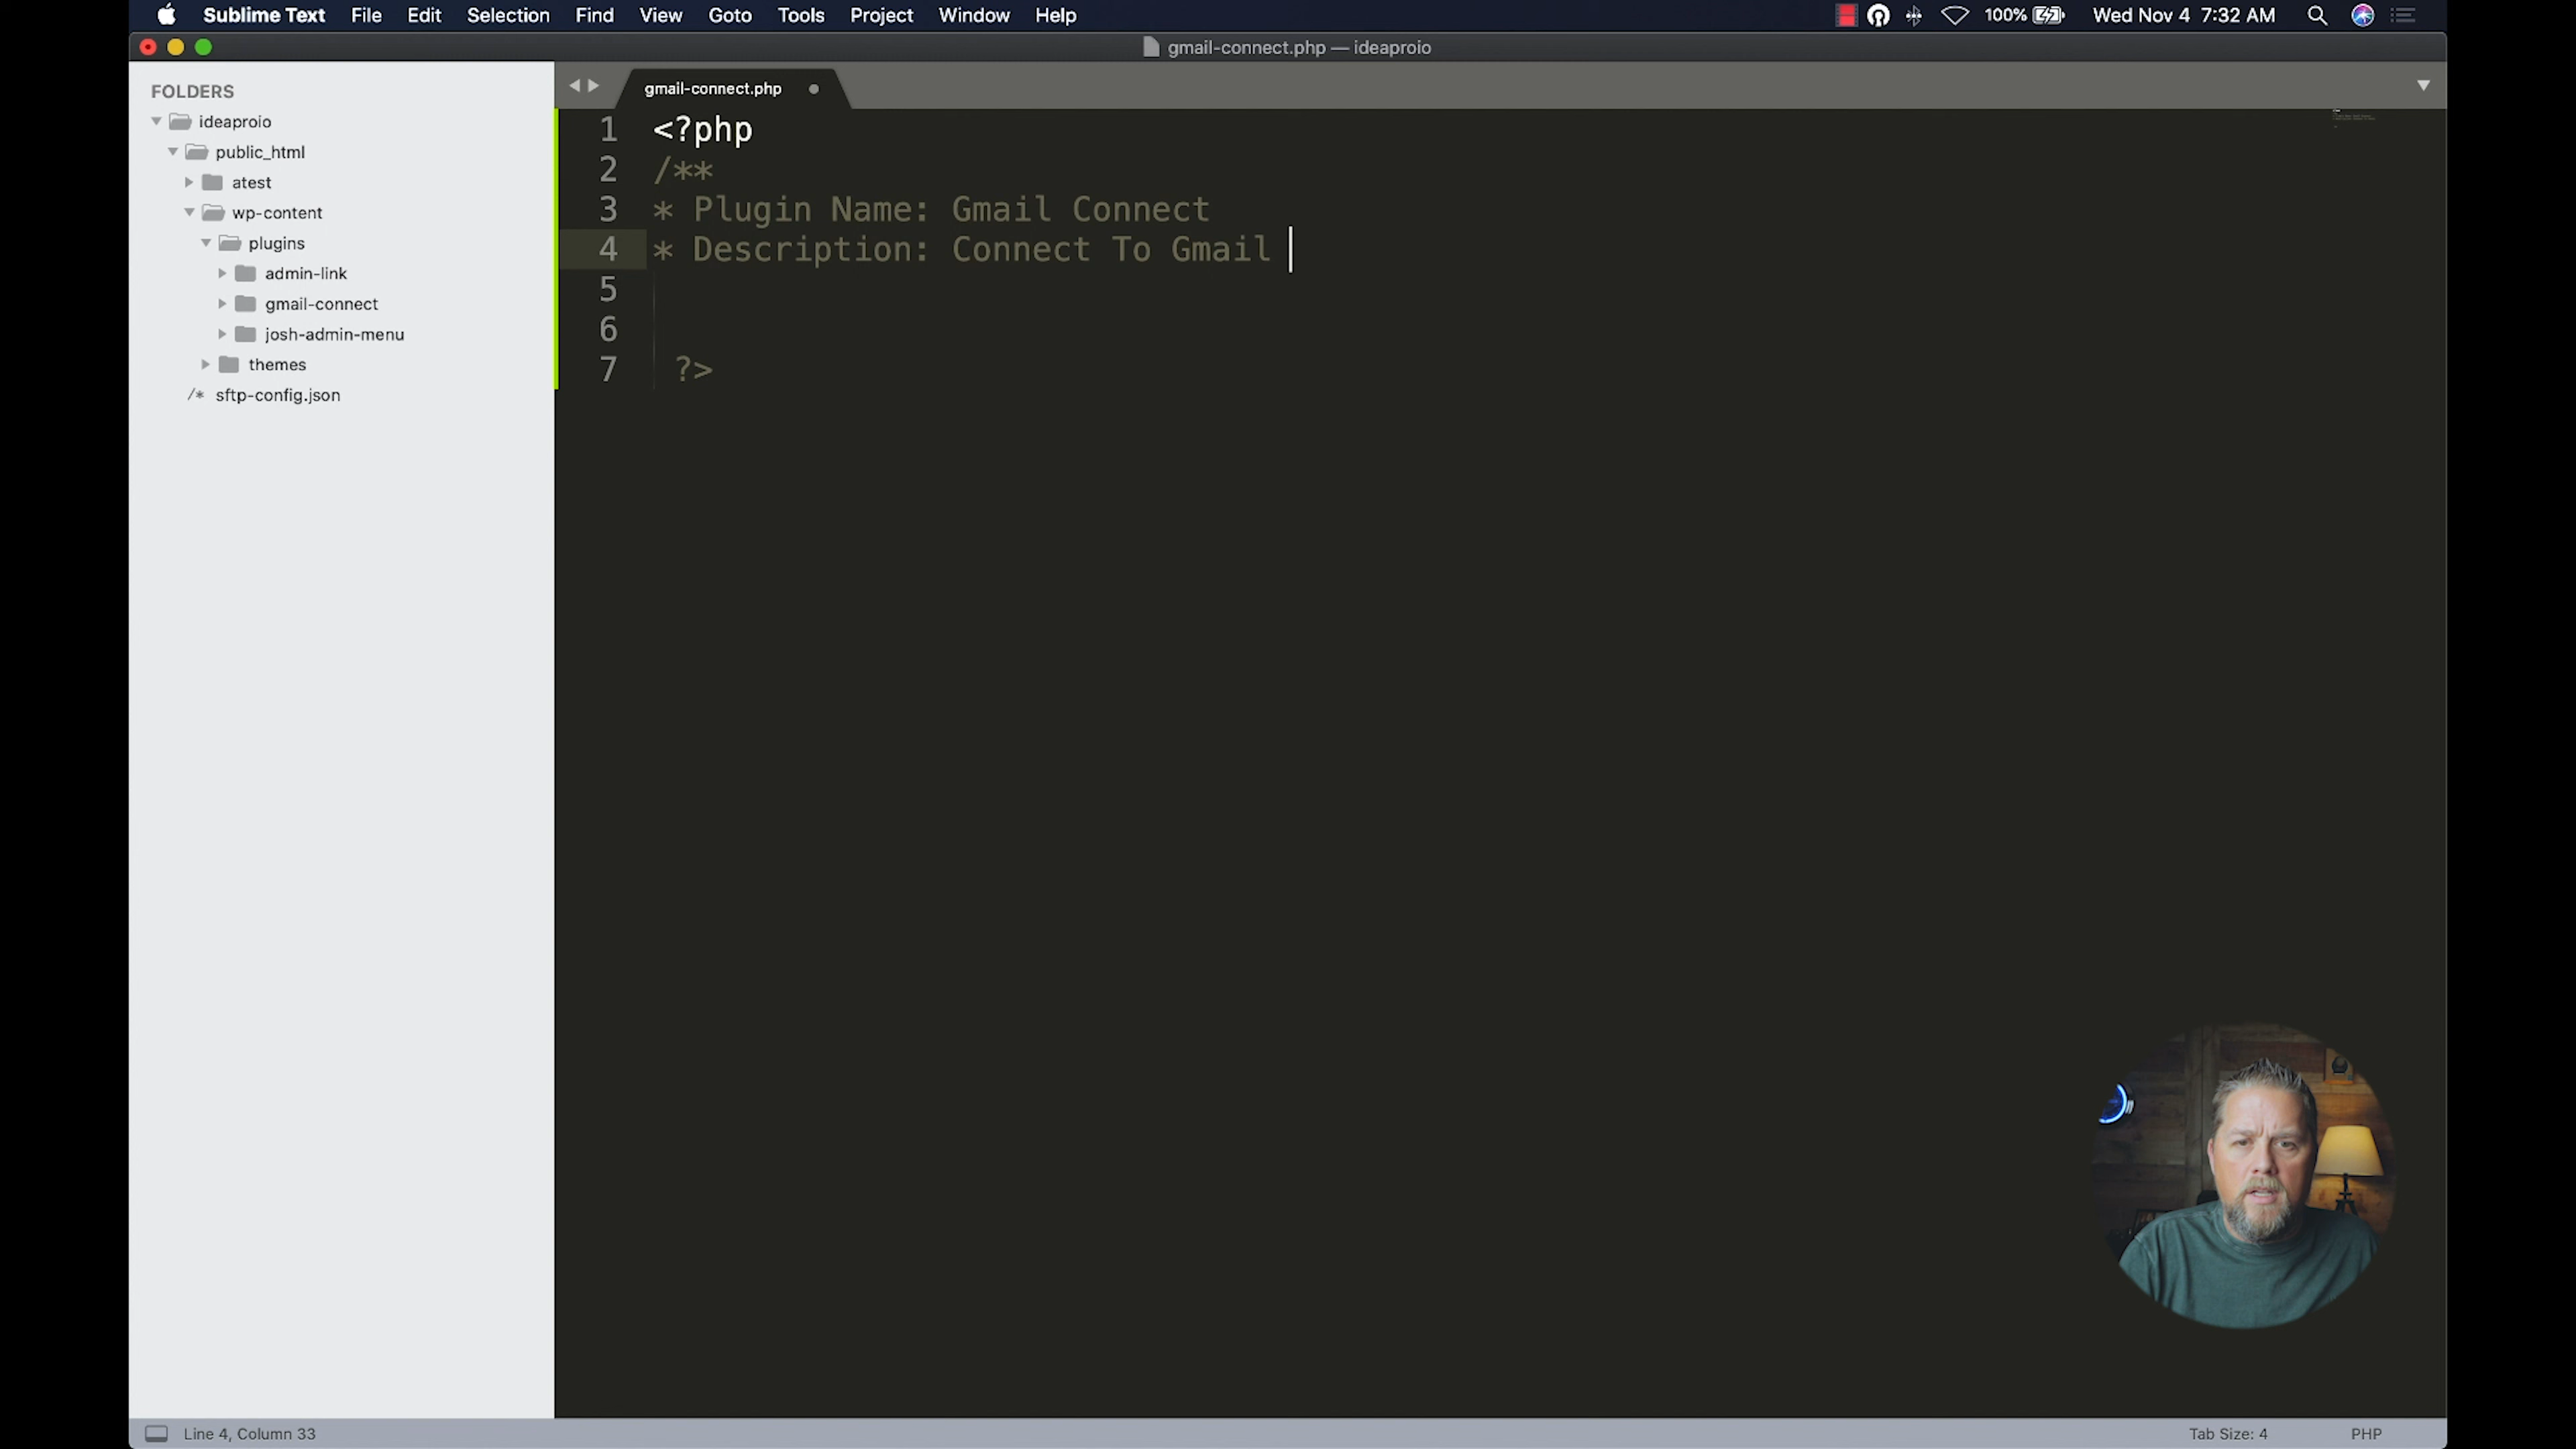 Sublime Text File Edit Selection Find View Goto Tools Project Window Help 100% Wed Nov 4 7:32 AM
gmail-connect.php — ideaproio
FOLDERS
ideaproio
public_html
atest
wp-content
plugins
admin-link
gmail-connect
josh-admin-menu
themes
/* sftp-config.json
gmail-connect.php
1 <?php
2 /**
3 * Plugin Name: Gmail Connect
4 * Description: Connect To Gmail
5
6
7 ?>
Line 4, Column 33 Tab Size: 4 PHP